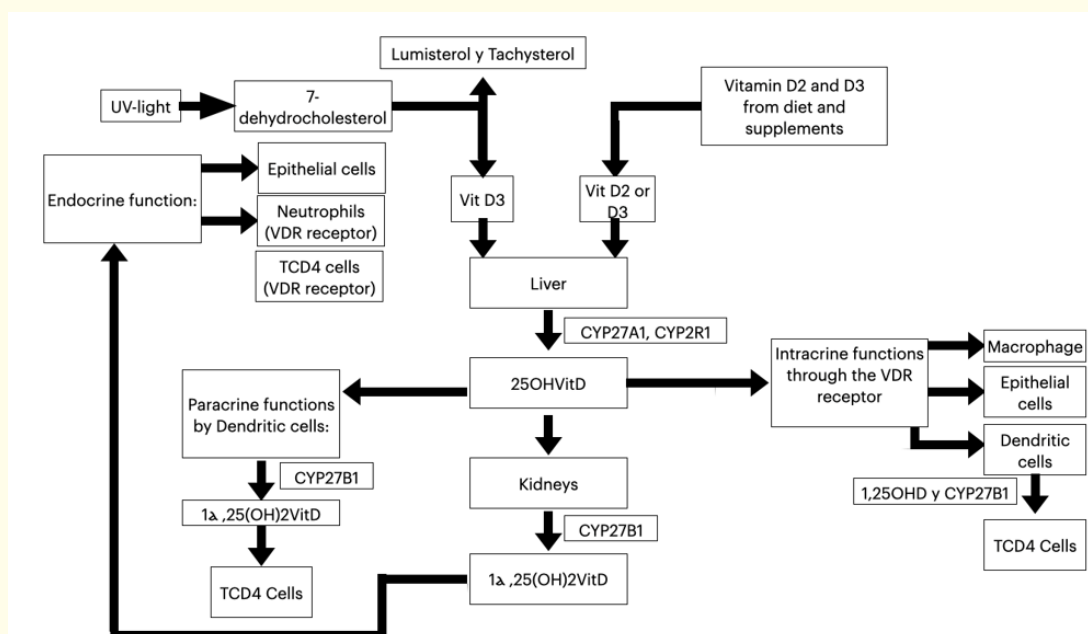 Lumisterol y Tachysterol
UV-light
7-
dehydrocholesterol
Vitamin D2 and D3
from diet and
supplements
Endocrine function:
Epithelial cells
Neutrophils
(VDR receptor)
TCD4 cells
(VDR receptor)
Vit D3
Vit D2 or
D3
Liver
CYP27A1, CYP2R1
25OHVitD
Intracrine functions
through the VDR
receptor
Macrophage
Epithelial
cells
Dendritic
cells
1,25OHD y CYP27B1
TCD4 Cells
Paracrine functions
by Dendritic cells:
CYP27B1
1a ,25(OH)2VitD
TCD4 Cells
Kidneys
CYP27B1
1a ,25(OH)2VitD